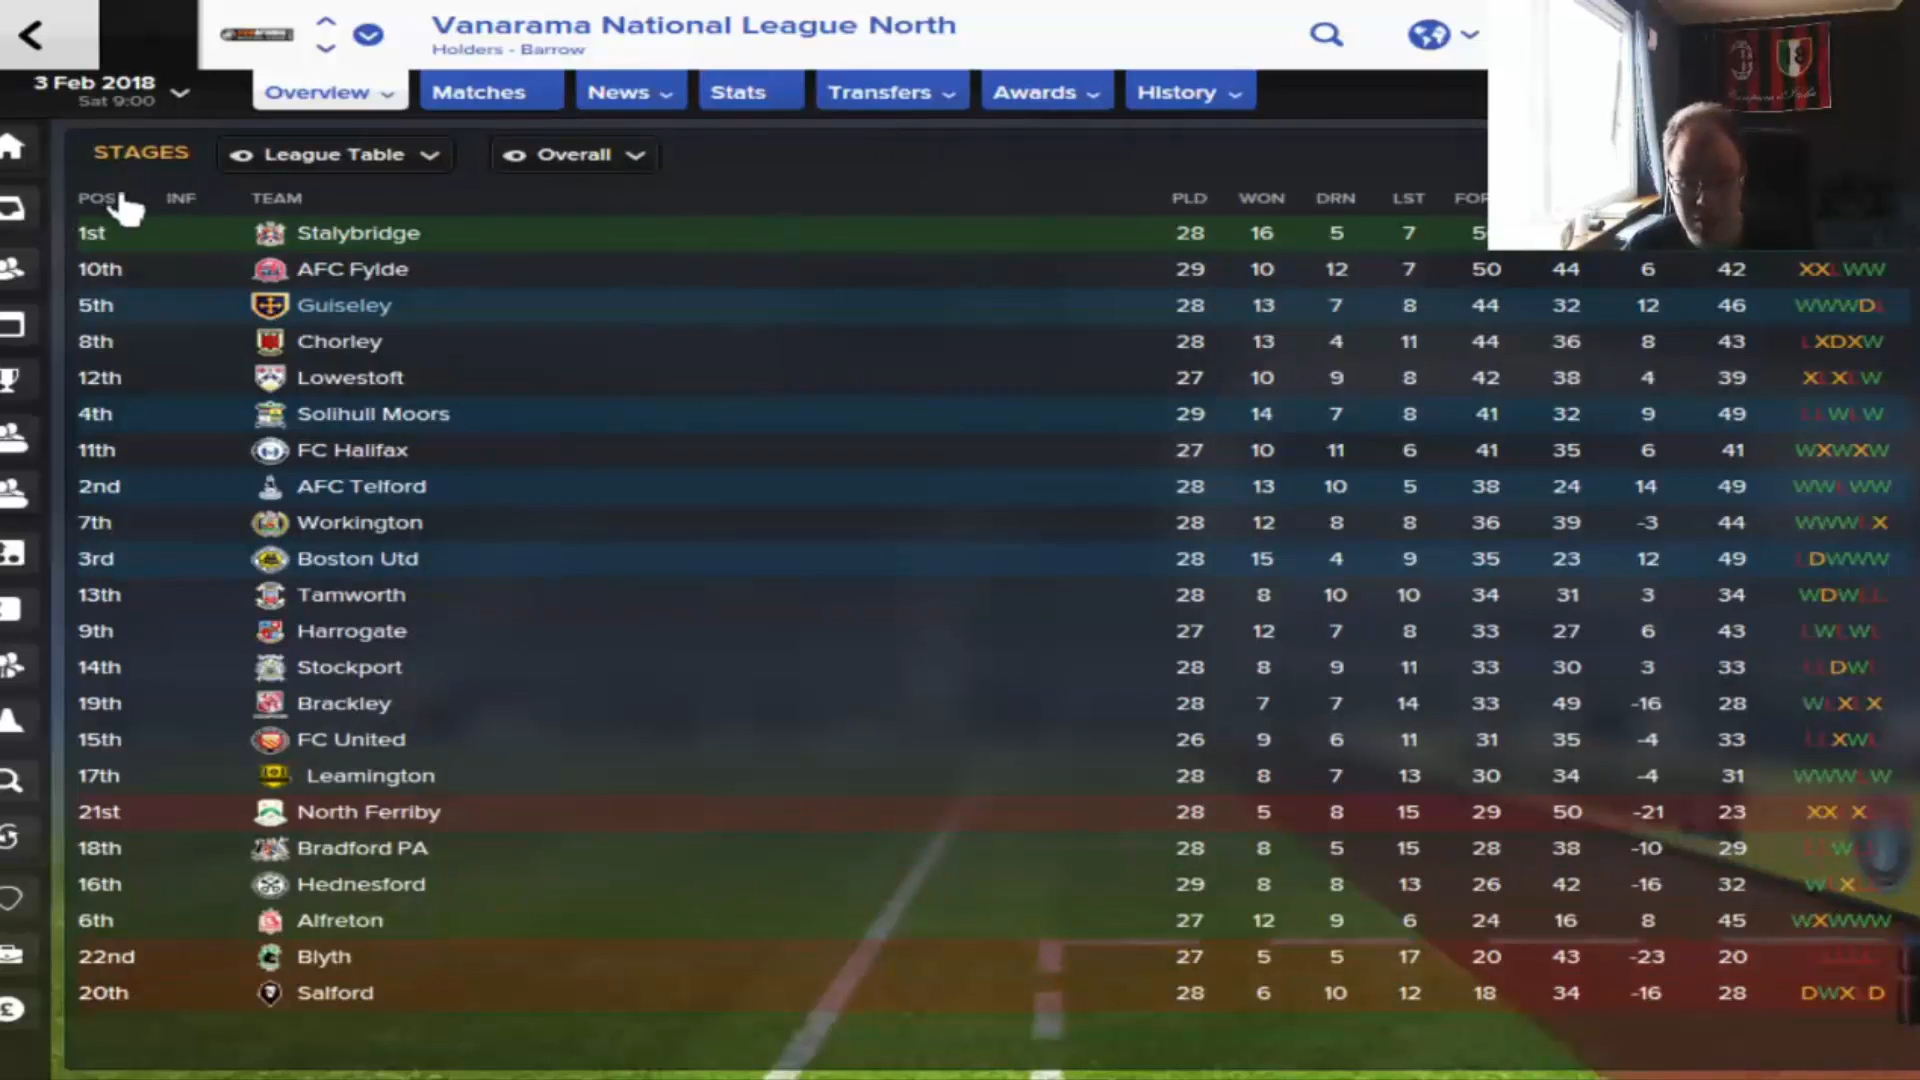 Vanarama National League North
Holders - Barrow
3 Feb 2018
Sat 9:00
Overview Matches News Stats Transfers Awards History
STAGES League Table Overall
POS INF TEAM PLD WON DRN LST
1st Stalybridge 28 16 5 7
10th AFC Fylde 29 10 12 7 50 44 6 42
5th Guiseley 28 13 7 8 44 32 12 46
8th Chorley 28 13 4 11 44 36 8 43
12th Lowestoft 27 10 9 8 42 38 4 39
4th Solihull Moors 29 14 7 8 41 32 9 49
11th FC Halifax 27 10 11 6 41 35 6 41 WXWXW
2nd AFC Telford 28 13 10 5 38 24 14 49
7th Workington 28 12 8 8 36 39 -3 44
3rd Boston Utd 28 15 4 9 35 23 12 49 LDWWW
13th Tamworth 28 8 10 10 34 31 3 34 WDWLL
9th Harrogate 27 12 7 8 33 27 6 43 LWLWL
14th Stockport 28 8 9 11 33 30 3 33
19th Brackley 28 7 7 14 33 49 -16 28
15th FC United 26 9 6 11 31 35 -4 33
17th Leamington 28 8 7 13 30 34 -4 31 WWWLW
21st North Ferriby 28 5 8 15 29 50 -21 23
18th Bradford PA 28 8 5 15 28 38 -10 29
16th Hednesford 29 8 8 13 26 42 -16 32
6th Alfreton 27 12 9 6 24 16 8 45 WXWWW
22nd Blyth 27 5 5 17 20 43 -23 20
20th Salford 28 6 10 12 18 34 -16 28